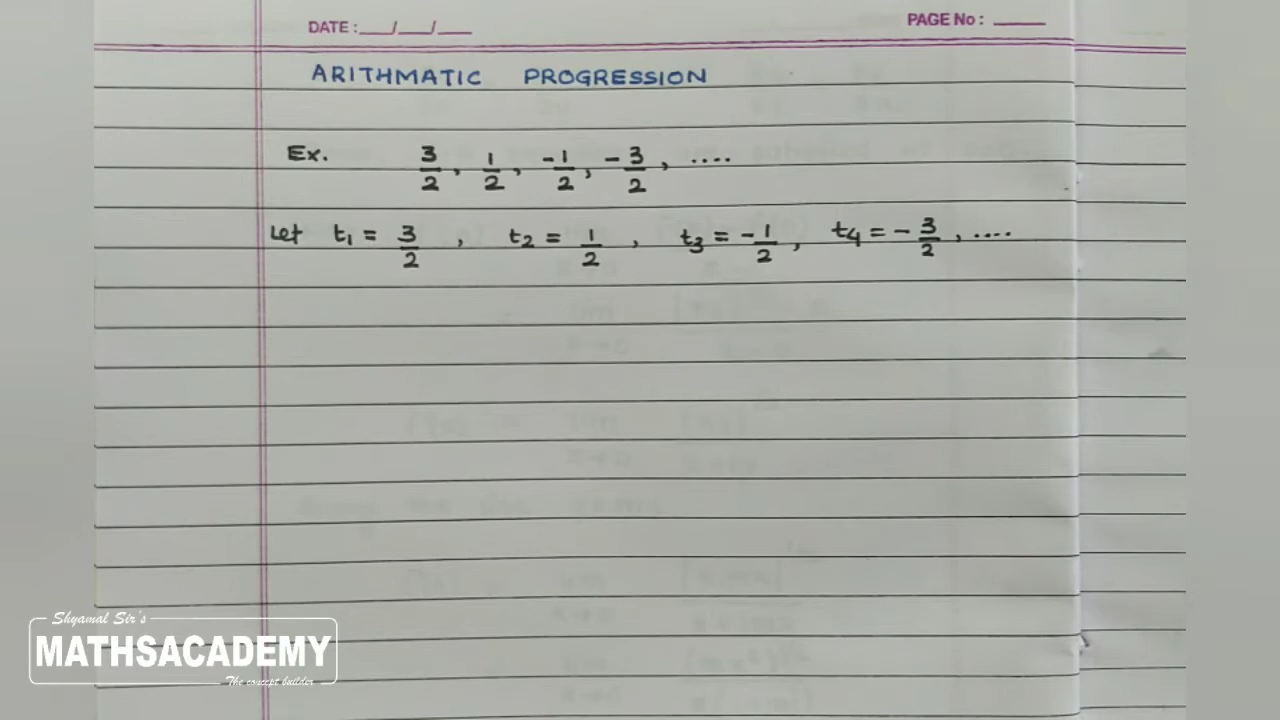 DATE :___/___/___
PAGE No : _____
ARITHMATIC PROGRESSION
Ex. 3/2, 1/2, -1/2, -3/2, ....
Let t1 = 3/2 , t2 = 1/2 , t3 = -1/2, t4 = -3/2, ....
Shyamal Sir's
MATHSACADEMY
The concept builder